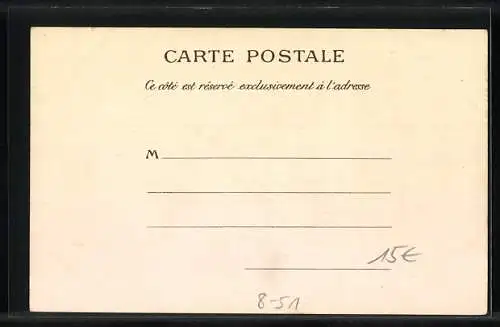 CARTE POSTALE
Ce côté est réservé exclusivement à l'adresse
M
15€
8-51